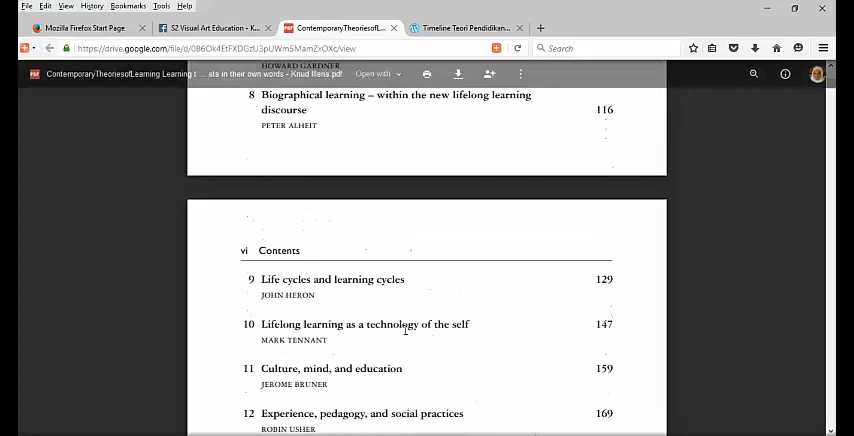 File Edit View History Bookmarks Tools Help
Mozilla Firefox Start Page
S2 Visual Art Education - K...
ContemporaryTheoriesofL...
Timeline Teori Pendidikan...
https://drive.google.com/file/d/0B6Ok4EtFXDGzU3pUWm5MamZxOXc/view
Search
PDF ContemporaryTheoriesofLearning Learning t ... sts in their own words - Knud Illens.pdf Open with
HOWARD GARDNER
8 Biographical learning – within the new lifelong learning
discourse 116
PETER ALHEIT
vi Contents
9 Life cycles and learning cycles 129
JOHN HERON
10 Lifelong learning as a technology of the self 147
MARK TENNANT
11 Culture, mind, and education 159
JEROME BRUNER
12 Experience, pedagogy, and social practices 169
ROBIN USHER